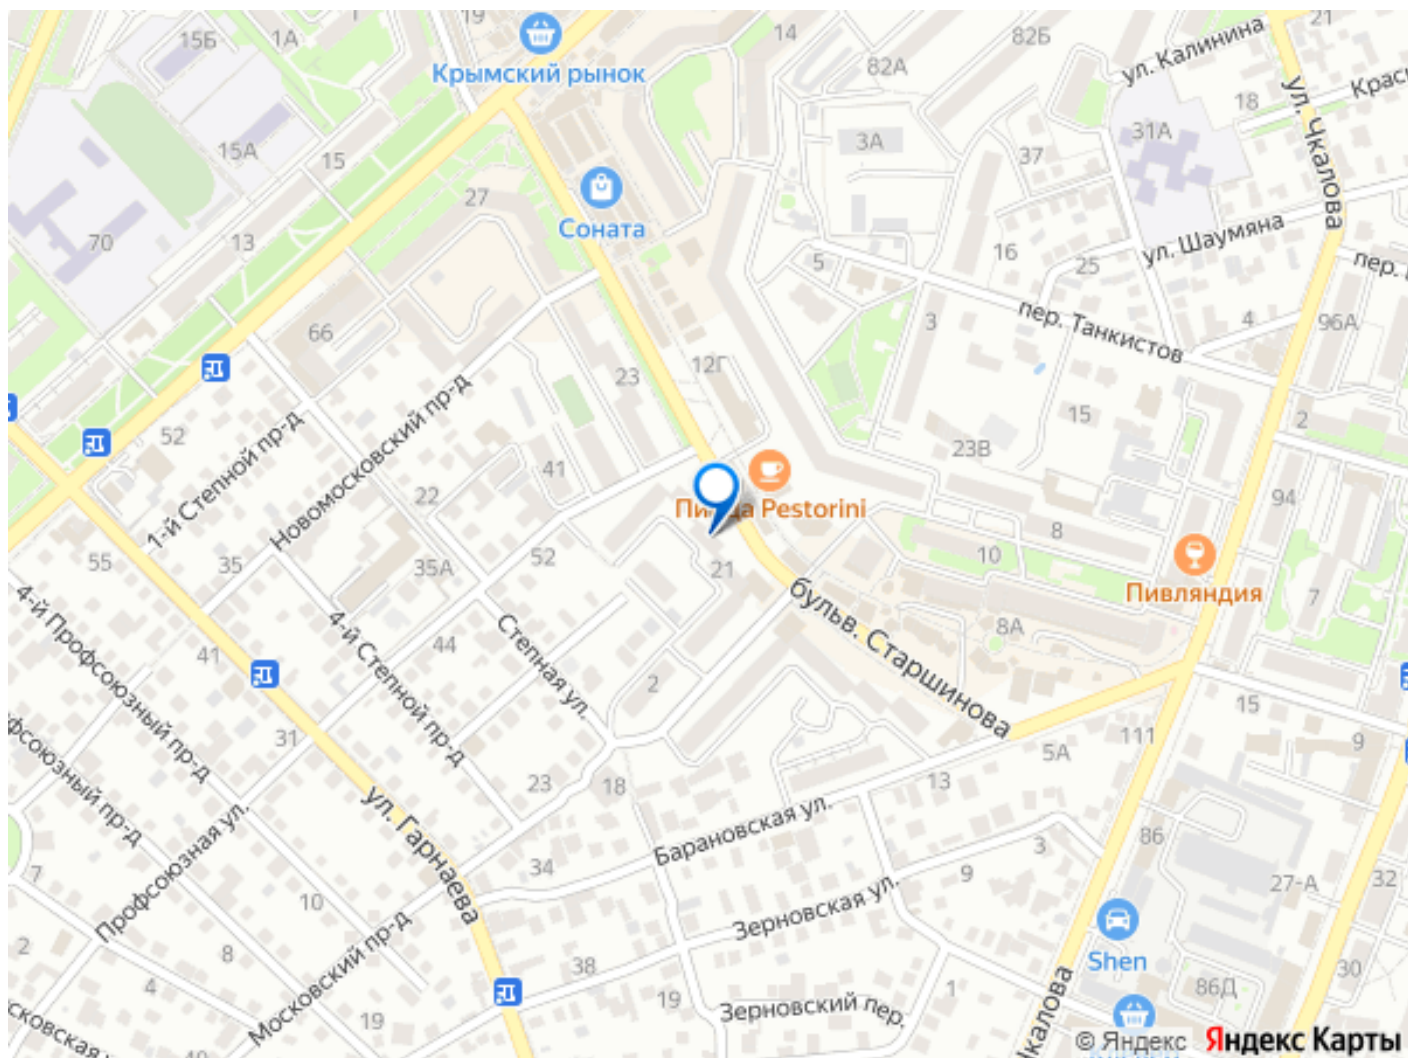 19
15Б
1А
14
82Б
21
ул. Калинина
Крымский рынок
82А
ул. Чкалова
18
15А
15
3А
31А
37
27
Соната
70
13
16
ул. Шаумяна
5
25
66
пер. Танкистов
3
4
96А
12Г
23
1-й Степной пр-д
Новомосковский пр-д
52
15
2
41
23В
22
Pestorini
94
8
55
35
35А
52
21
10
Пивляндия
7
4-й Профсоюзный пр-д
4-й Степной пр-д
Степная ул.
бульв. Старшинова
8А
44
41
2
15
31
5А
111
9
23
18
13
ул. Гарнаева
Барановская ул.
86
3
7
34
9
27-А
32
Профсоюзная ул.
10
Зерновская ул.
2
8
Московский пр-д
38
Shen
30
4
19
1
86Д
19
Зерновский пер.
© Яндекс Яндекс Карты